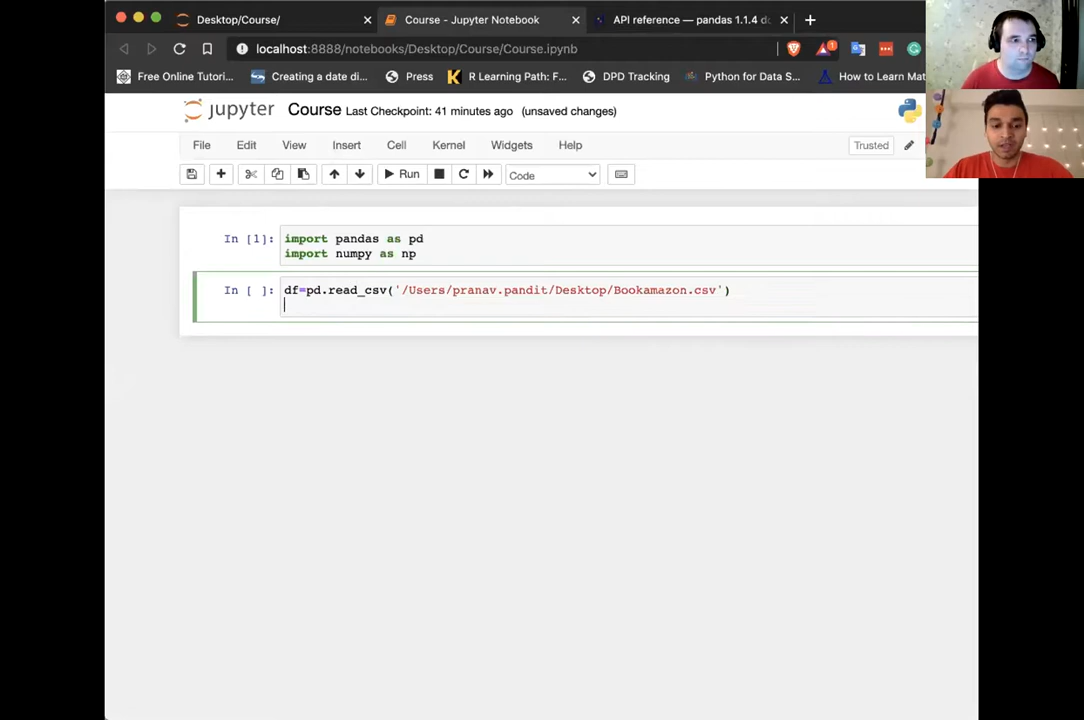 Desktop/Course/
Course - Jupyter Notebook
API reference — pandas 1.1.4 do
localhost:8888/notebooks/Desktop/Course/Course.ipynb
1
Free Online Tutori...
Creating a date di...
Press
R Learning Path: F...
DPD Tracking
Python for Data S...
How to Learn Mat
jupyter
Course
Last Checkpoint: 41 minutes ago (unsaved changes)
File
Edit
View
Insert
Cell
Kernel
Widgets
Help
Trusted
Run
Code
In [1]:
import pandas as pd
import numpy as np
In [ ]:
df=pd.read_csv('/Users/pranav.pandit/Desktop/Bookamazon.csv')